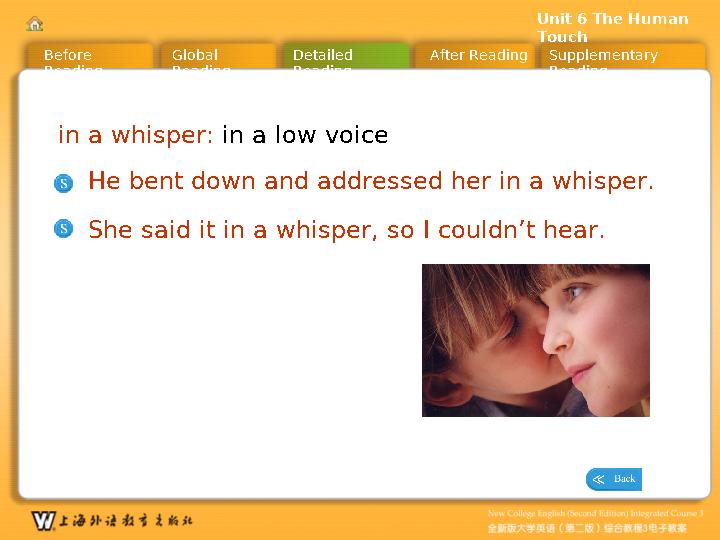 Unit 6 The Human
Touch
Before
Reading
Global
Reading
Detailed
Reading
After Reading
Supplementary
Reading
in a whisper: in a low voice
S He bent down and addressed her in a whisper.
S She said it in a whisper, so I couldn’t hear.
Back
W 上海外语教育出版社
New College English (Second Edition) Integrated Course 3
全新版大学英语（第二版）综合教程3电子教案